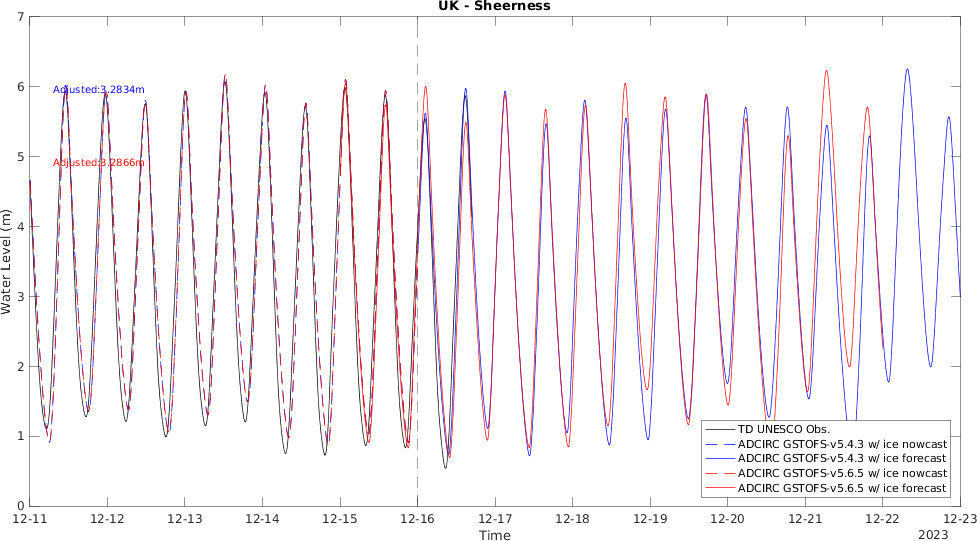 UK - Sheerness
7
6
5
4
3
2
1
0
Water Level (m)
Adjusted:3.2834m
Adjusted:3.2866m
TD UNESCO Obs.
ADCIRC GSTOFS-v5.4.3 w/ ice nowcast
ADCIRC GSTOFS-v5.4.3 w/ ice forecast
ADCIRC GSTOFS-v5.6.5 w/ ice nowcast
ADCIRC GSTOFS-v5.6.5 w/ ice forecast
12-11 12-12 12-13 12-14 12-15 12-16 12-17 12-18 12-19 12-20 12-21 12-22 12-23
Time
2023